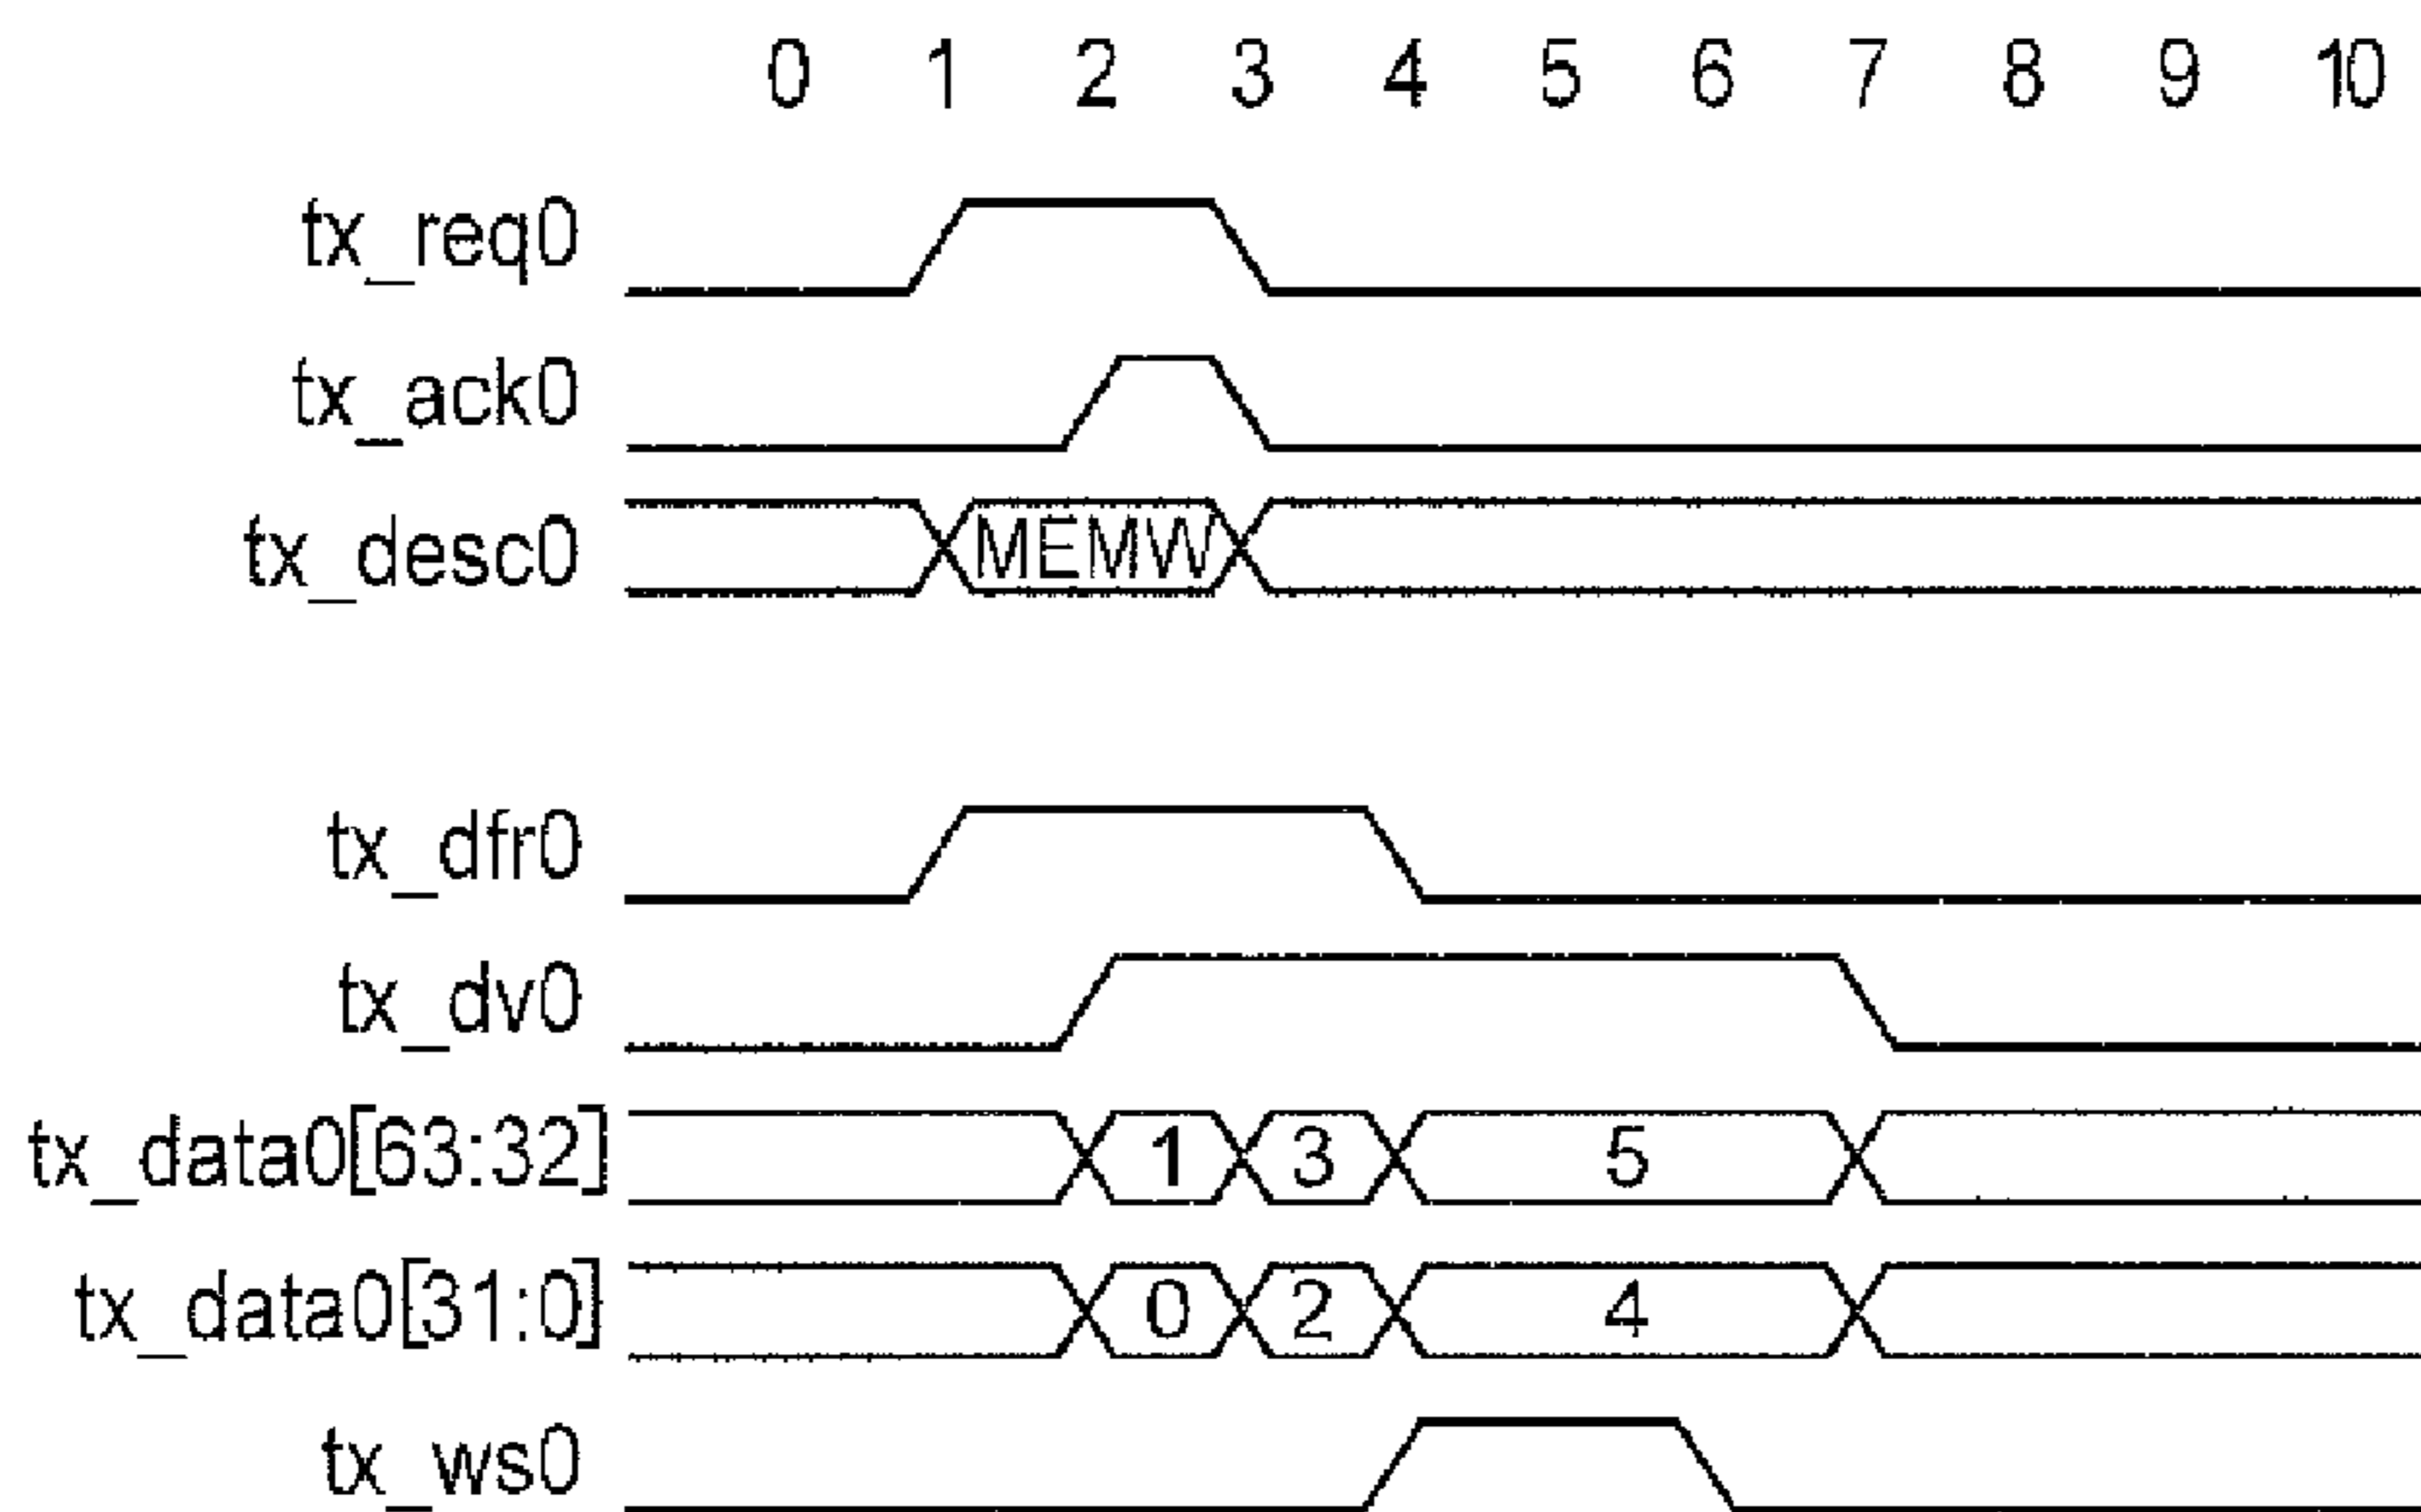 0 1 2 3 4 5 6 7 8 9 10
tx_req0
tx_ack0
tx_desc0 MEMW
tx_dfr0
tx_dv0
tx_data0[63:32] 1 3 5
tx_data0[31:0] 0 2 4
tx_ws0